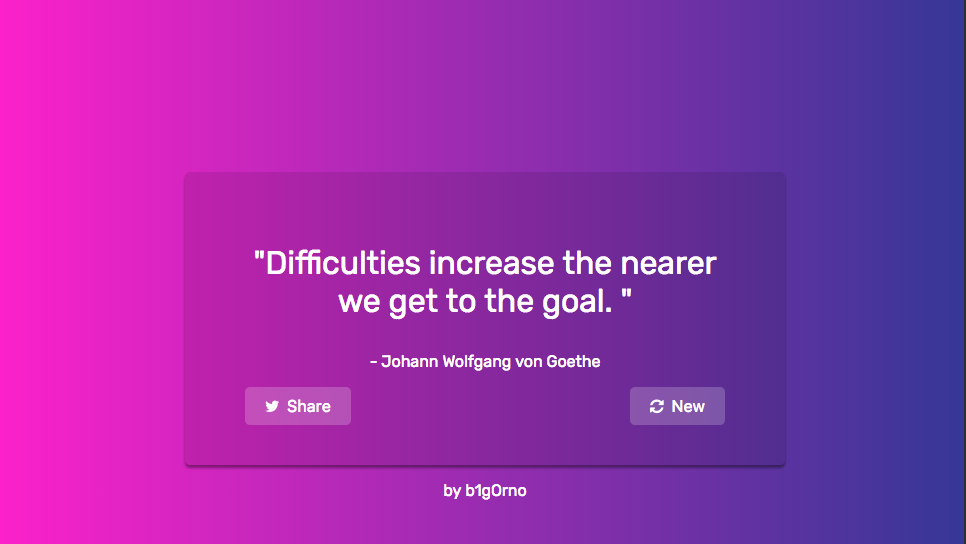 "Difficulties increase the nearer
we get to the goal. "
- Johann Wolfgang von Goethe
Share
New
by b1g0rno